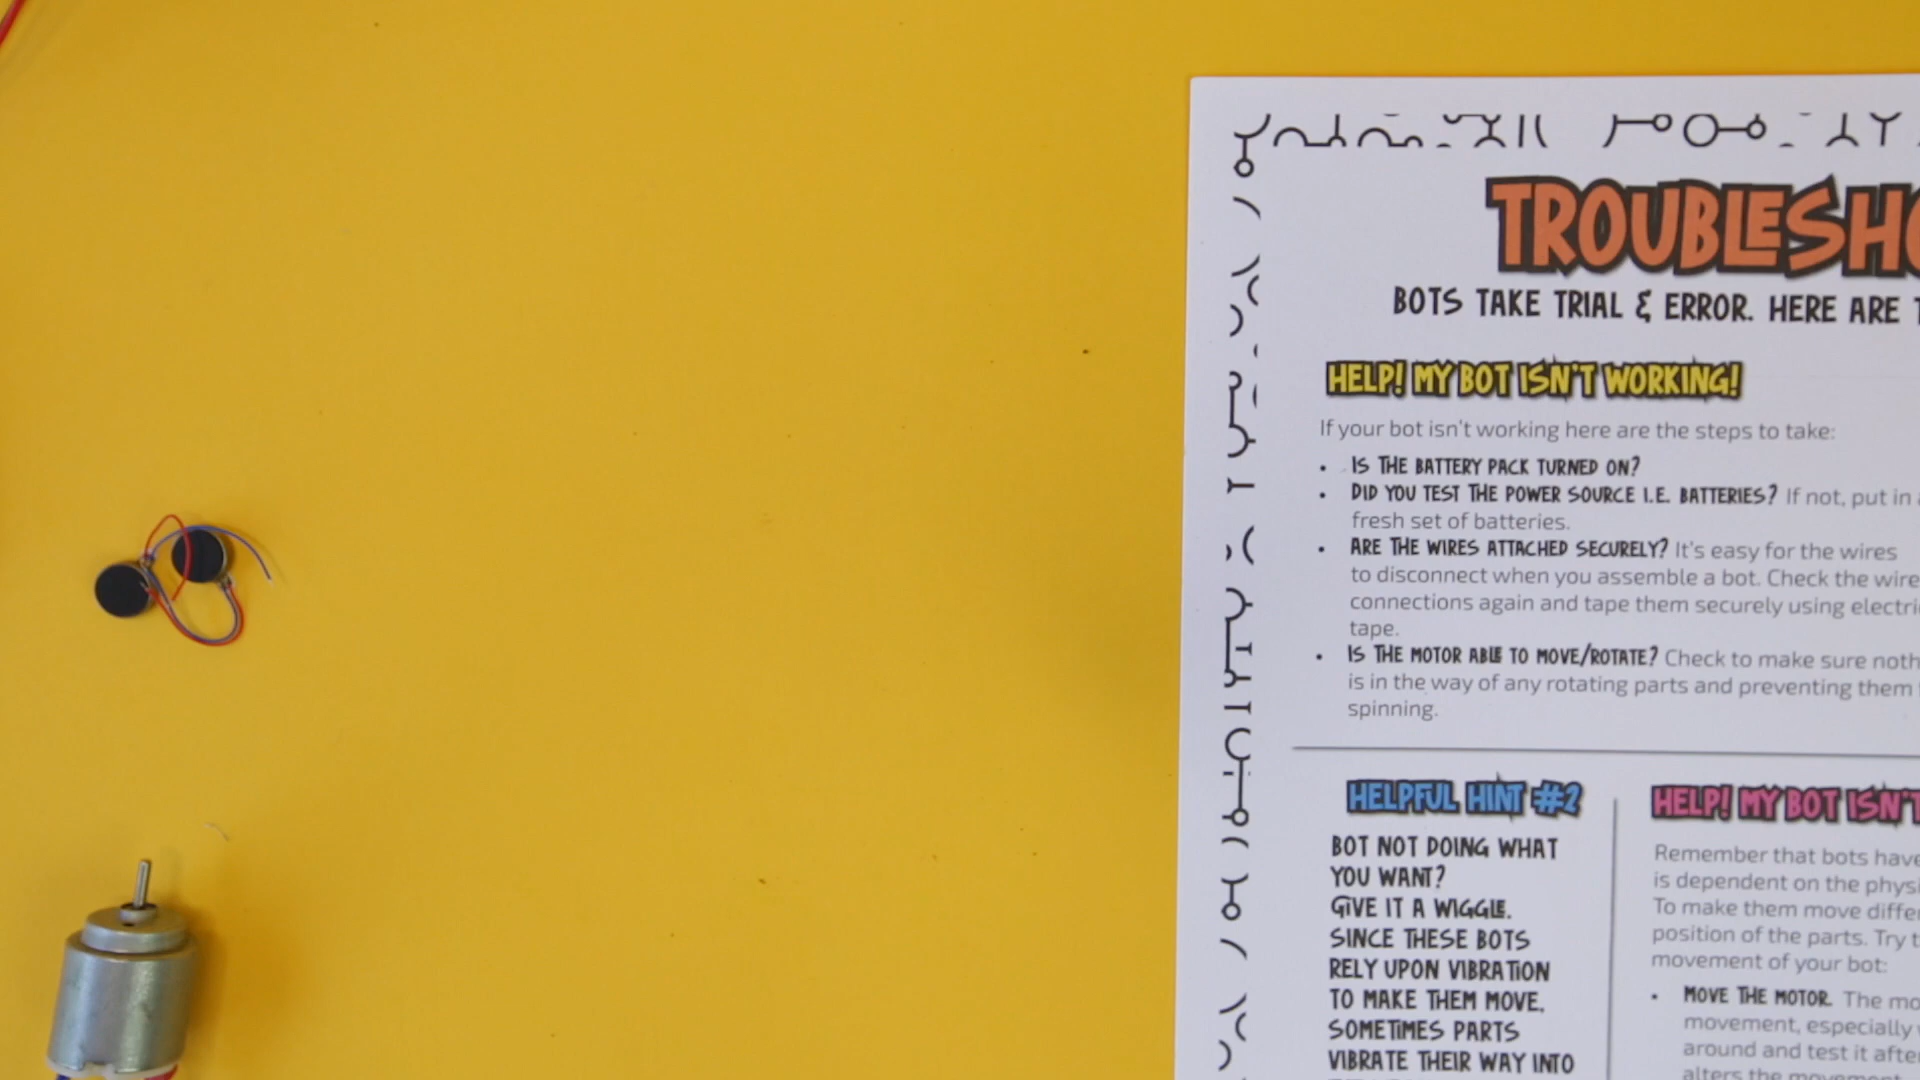 BOTS TAKE TRIAL & ERROR. HERE ARE
HELP! MY BOT ISN'T WORKING!
If your bot isn't working here are the steps to take:
• IS THE BATTERY PACK TURNED ON?
• DID YOU TEST THE POWER SOURCE I.E. BATTERIES? If not, put in
fresh set of batteries.
• ARE THE WIRES ATTACHED SECURELY? It's easy for the wires
to disconnect when you assemble a bot. Check the
connections again and tape them securely using
tape.
• IS THE MOTOR ABLE TO MOVE/ROTATE? Check to make sure
is in the way of any rotating parts and preventing them
spinning.
HELPFUL HINT #2
BOT NOT DOING WHAT
YOU WANT?
GIVE IT A WIGGLE.
SINCE THESE BOTS
RELY UPON VIBRATION
TO MAKE THEM MOVE,
SOMETIMES PARTS
VIBRATE THEIR WAY INTO
HELP! MY BOT ISN'T
Remember that bots have
is dependent on the
To make them move
position of the parts. Try
movement of your bot:
• MOVE THE MOTOR. The
movement, especially
around and test it
alters the movement